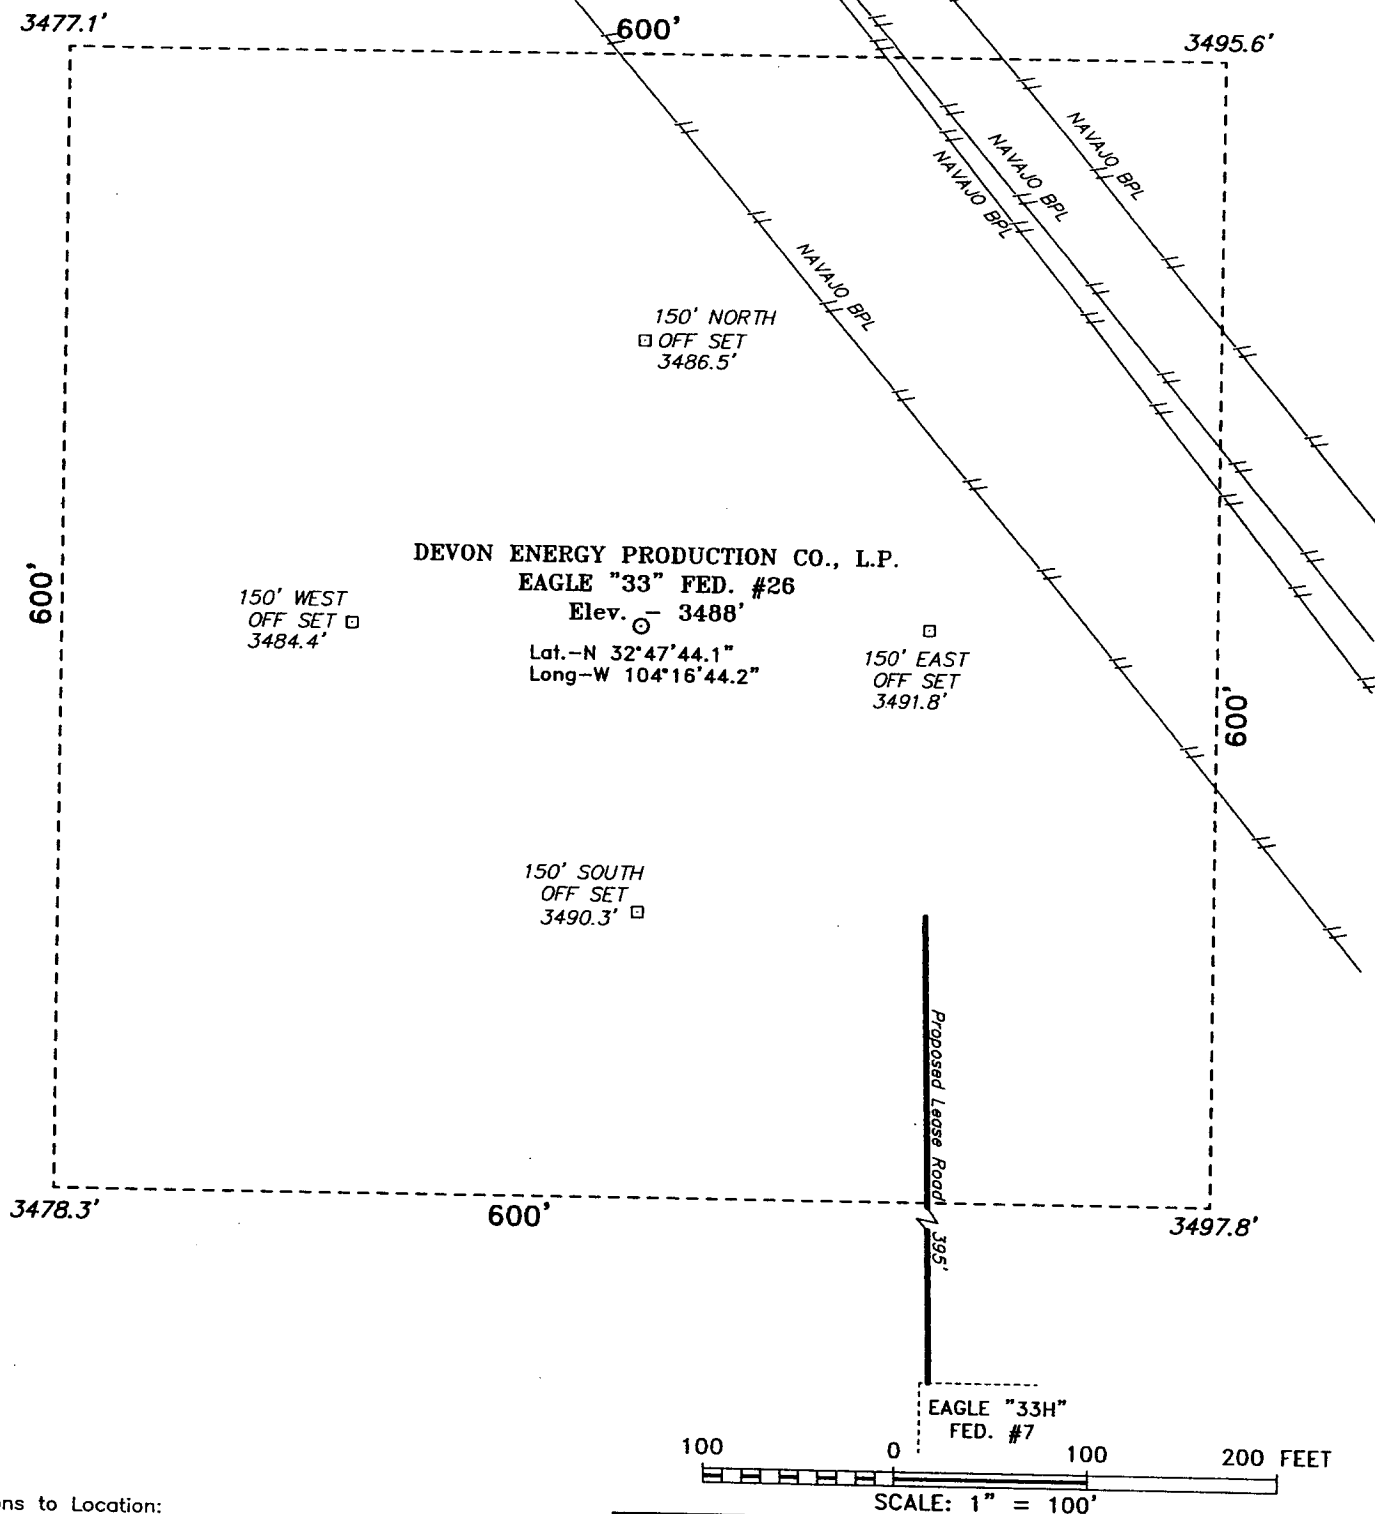 3477.1'
600'
3495.6'
NAVAJO BPL
NAVAJO BPL
NAVAJO BPL
NAVAJO BPL
150' NORTH
OFF SET
3486.5'
DEVON ENERGY PRODUCTION CO., L.P.
EAGLE "33" FED. #26
Elev. - 3488'
Lat.-N 32°47'44.1"
Long-W 104°16'44.2"
600'
150' WEST
OFF SET
3484.4'
150' EAST
OFF SET
3491.8'
600'
150' SOUTH
OFF SET
3490.3'
Proposed Lease Road
395'
3478.3'
600'
3497.8'
EAGLE "33H"
FED. #7
100 0 100 200 FEET
SCALE: 1" = 100'
ns to Location: